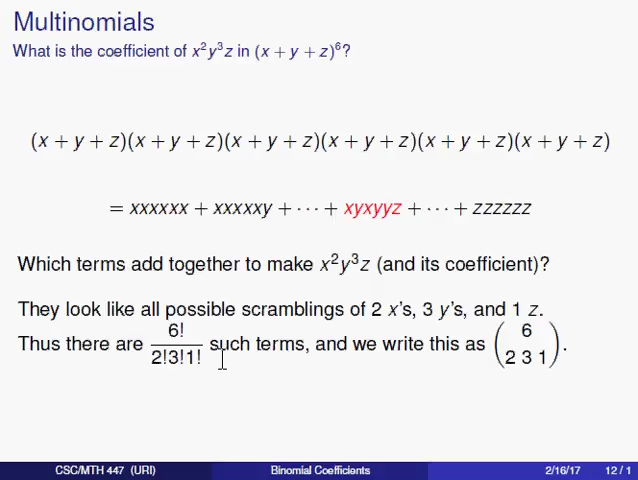 Multinomials
What is the coefficient of x²y³z in (x + y + z)⁶?
(x + y + z)(x + y + z)(x + y + z)(x + y + z)(x + y + z)(x + y + z)
= xxxxxx + xxxxxy + ··· + xyxyyz + ··· + zzzzzz
Which terms add together to make x²y³z (and its coefficient)?
They look like all possible scramblings of 2 x's, 3 y's, and 1 z.
Thus there are 6!/2!3!1! such terms, and we write this as (6 2 3 1).
CSC/MTH 447 (URI) Binomial Coefficients 2/16/17 12 / 1